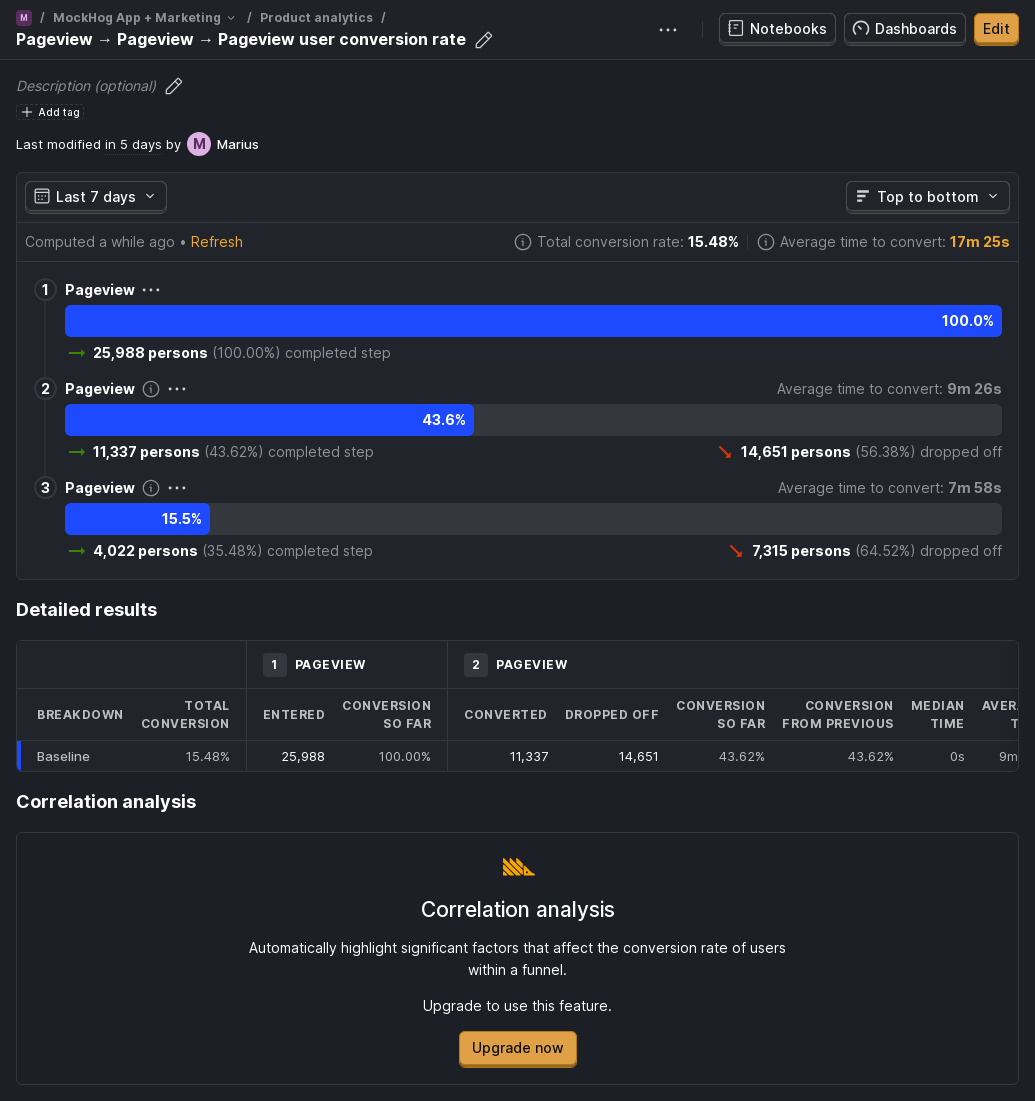 M / MockHog App + Marketing / Product analytics /
Pageview → Pageview → Pageview user conversion rate
Notebooks
Dashboards
Edit
Description (optional)
Add tag
Last modified in 5 days by M Marius
Last 7 days
Top to bottom
Computed a while ago • Refresh
Total conversion rate: 15.48%
Average time to convert: 17m 25s
1 Pageview
100.0%
25,988 persons (100.00%) completed step
2 Pageview
Average time to convert: 9m 26s
43.6%
11,337 persons (43.62%) completed step
14,651 persons (56.38%) dropped off
3 Pageview
Average time to convert: 7m 58s
15.5%
4,022 persons (35.48%) completed step
7,315 persons (64.52%) dropped off
Detailed results
1 PAGEVIEW
2 PAGEVIEW
BREAKDOWN
TOTAL
CONVERSION
ENTERED
CONVERSION
SO FAR
CONVERTED
DROPPED OFF
CONVERSION
SO FAR
CONVERSION
FROM PREVIOUS
MEDIAN
TIME
Baseline 15.48% 25,988 100.00% 11,337 14,651 43.62% 43.62% 0s 9m
Correlation analysis
Correlation analysis
Automatically highlight significant factors that affect the conversion rate of users
within a funnel.
Upgrade to use this feature.
Upgrade now